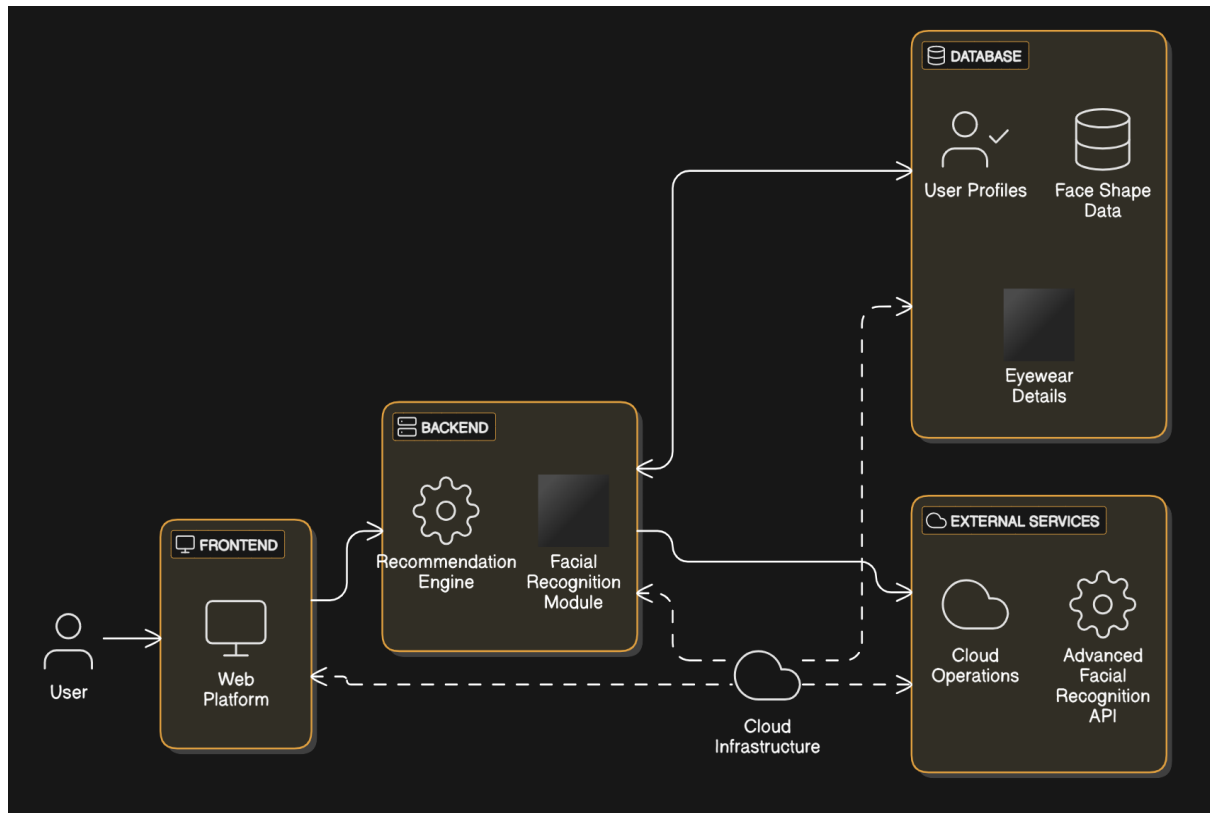 DATABASE
User Profiles
Face Shape
Data
Eyewear
Details
BACKEND
Recommendation
Engine
Facial
Recognition
Module
EXTERNAL SERVICES
Cloud
Operations
Advanced
Facial
Recognition
API
FRONTEND
Web
Platform
User
Cloud
Infrastructure